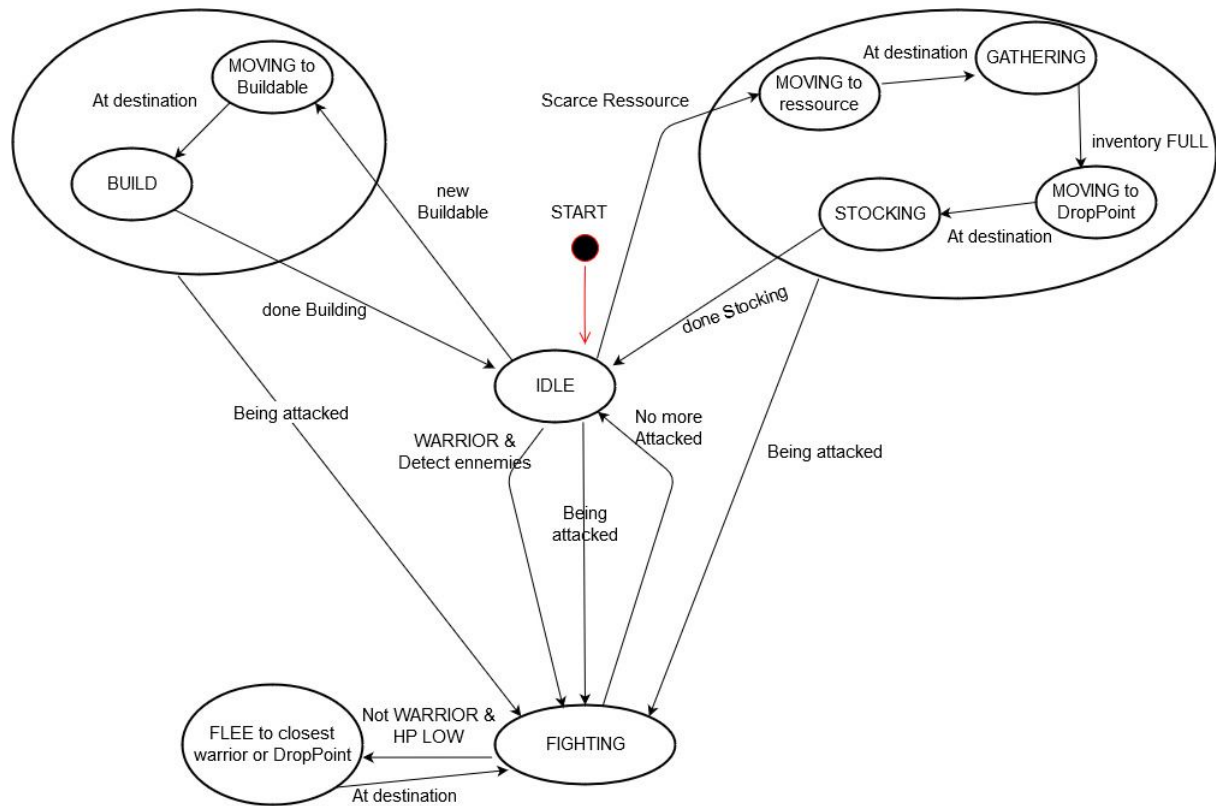 MOVING to
Buildable
At destination
BUILD
new
Buildable
done Building
Being attacked
START
IDLE
Scarce Ressource
MOVING to
ressource
At destination
GATHERING
inventory FULL
MOVING to
DropPoint
At destination
STOCKING
done Stocking
Being attacked
WARRIOR &
Detect ennemies
Being
attacked
No more
Attacked
FIGHTING
Not WARRIOR &
HP LOW
FLEE to closest
warrior or DropPoint
At destination